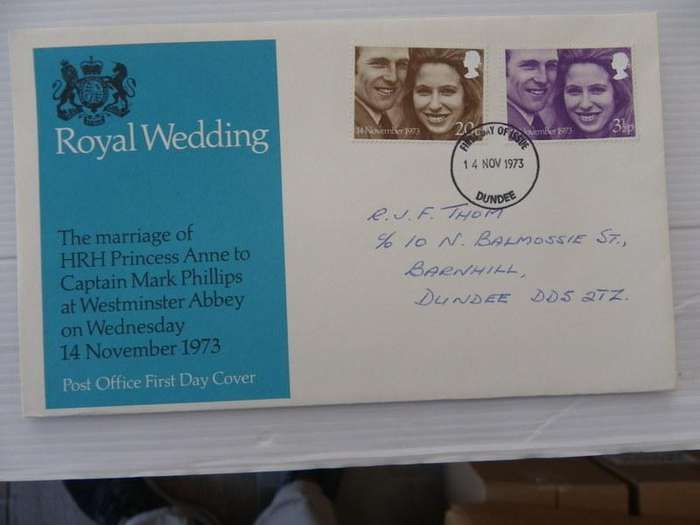 Royal Wedding
The marriage of
HRH Princess Anne to
Captain Mark Phillips
at Westminster Abbey
on Wednesday
14 November 1973
Post Office First Day Cover
14 November 1973 20
November 1973 3½p
FIRST DAY OF ISSUE
14 NOV 1973
DUNDEE
R.J.F. THOM
c/o 10 N. BALMOSSIE ST.,
BARNHILL,
DUNDEE DD5 2TZ.